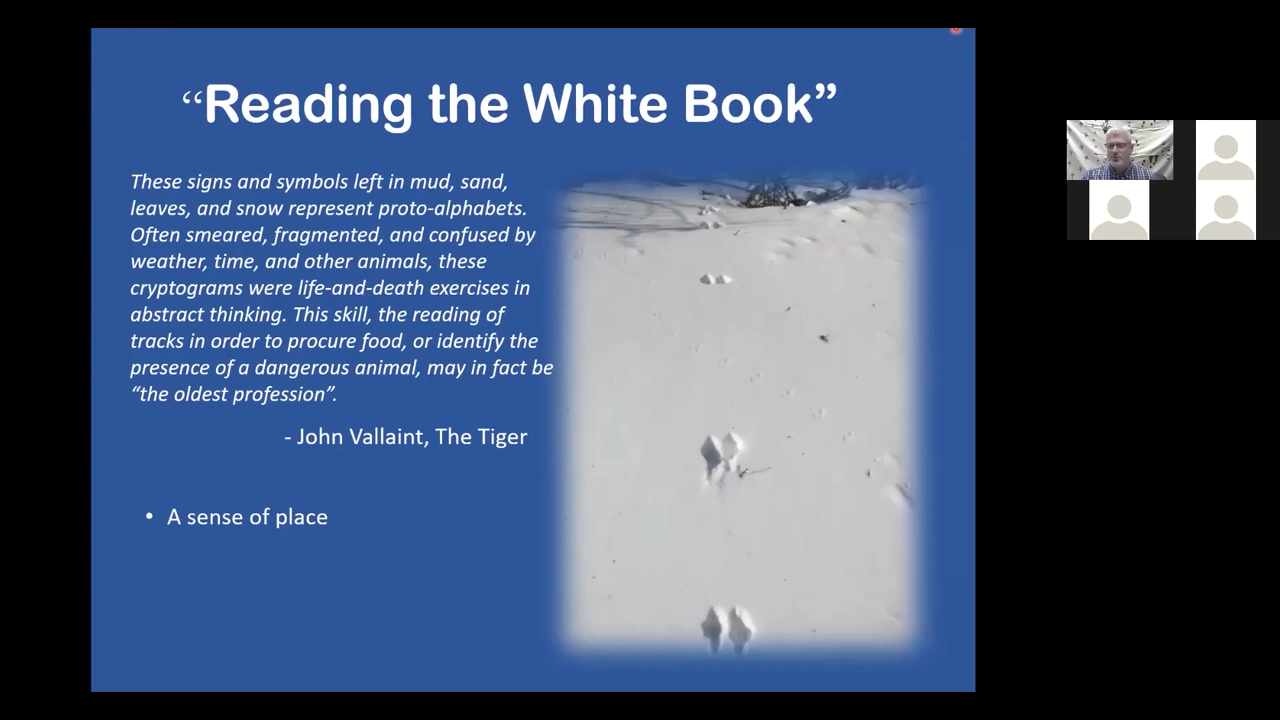 “Reading the White Book”
These signs and symbols left in mud, sand,
leaves, and snow represent proto-alphabets.
Often smeared, fragmented, and confused by
weather, time, and other animals, these
cryptograms were life-and-death exercises in
abstract thinking. This skill, the reading of
tracks in order to procure food, or identify the
presence of a dangerous animal, may in fact be
“the oldest profession”.
- John Vallaint, The Tiger
• A sense of place